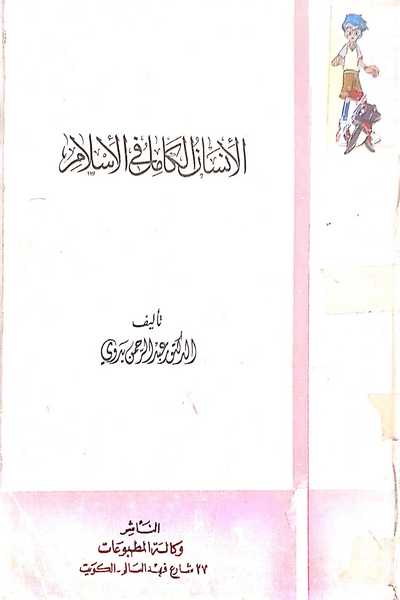 الإنسان الكامل في الإسلام
تأليف
الدكتور عبد الرحمن بدوي
الناشر
وكالة المطبوعات
٢٧ شارع فهد السالم - الكويت